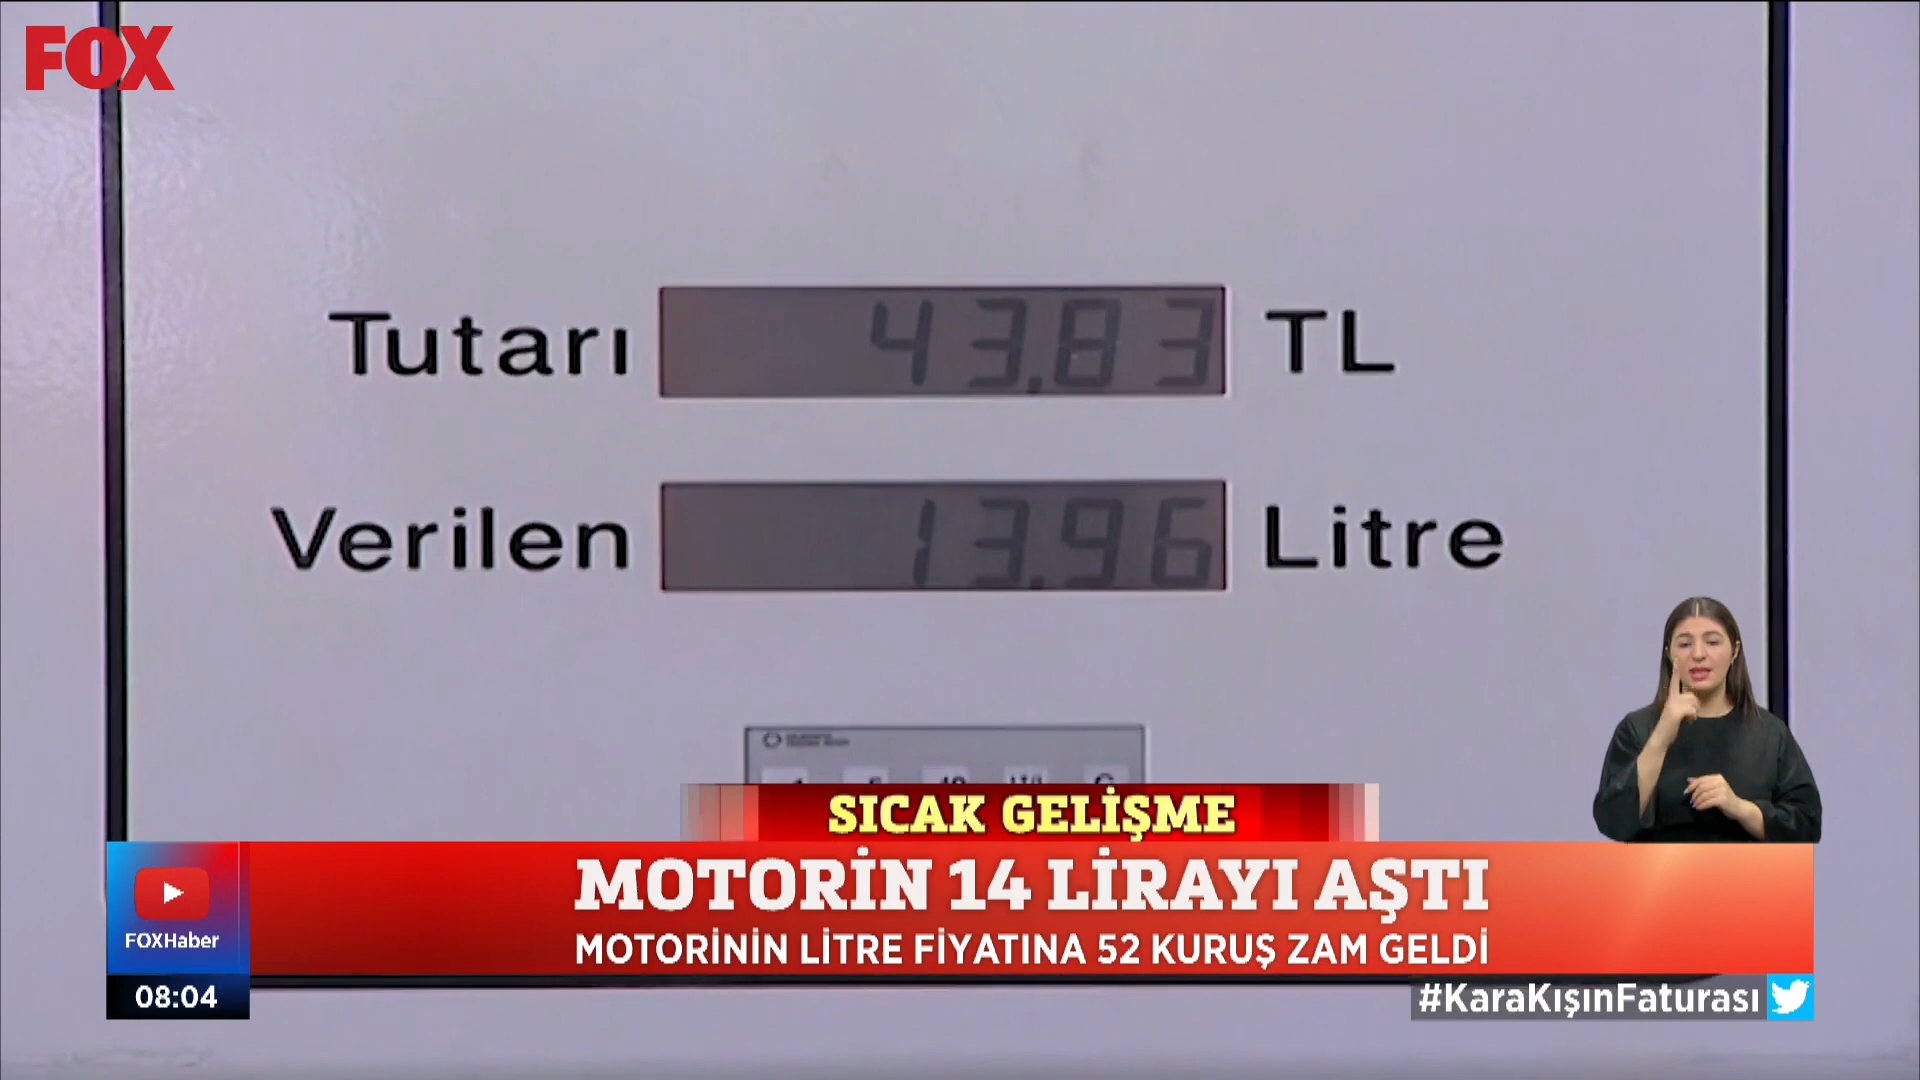 FOX
Tutarı 43,83 TL
Verilen 13,96 Litre
SICAK GELİŞME
MOTORİN 14 LİRAYI AŞTI
MOTORİNİN LİTRE FİYATINA 52 KURUŞ ZAM GELDİ
FOXHaber
08:04
#KaraKışınFaturası